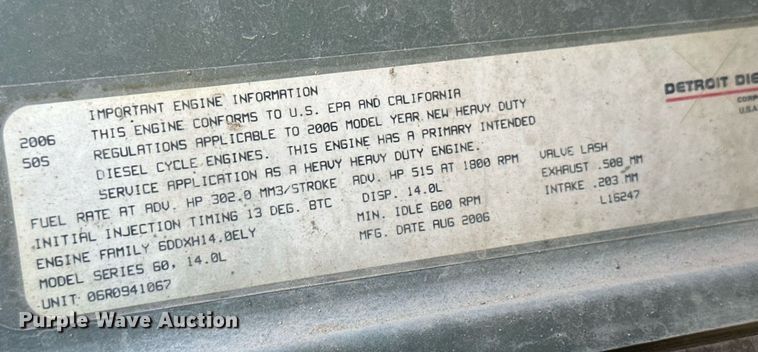 IMPORTANT ENGINE INFORMATION
2006 THIS ENGINE CONFORMS TO U.S. EPA AND CALIFORNIA
50S REGULATIONS APPLICABLE TO 2006 MODEL YEAR NEW HEAVY DUTY
DIESEL CYCLE ENGINES. THIS ENGINE HAS A PRIMARY INTENDED
SERVICE APPLICATION AS A HEAVY HEAVY DUTY ENGINE.
FUEL RATE AT ADV. HP 302.0 MM3/STROKE ADV. HP 515 AT 1800 RPM VALVE LASH
INITIAL INJECTION TIMING 13 DEG. BTC DISP. 14.0L EXHAUST .508 MM
ENGINE FAMILY 6DDXH14.0ELY MIN. IDLE 600 RPM INTAKE .203 MM
MODEL SERIES 60, 14.0L MFG. DATE AUG 2006 L16247
UNIT 06R0941067
DETROIT DIE
CORP
U.S.A
Purple Wave Auction